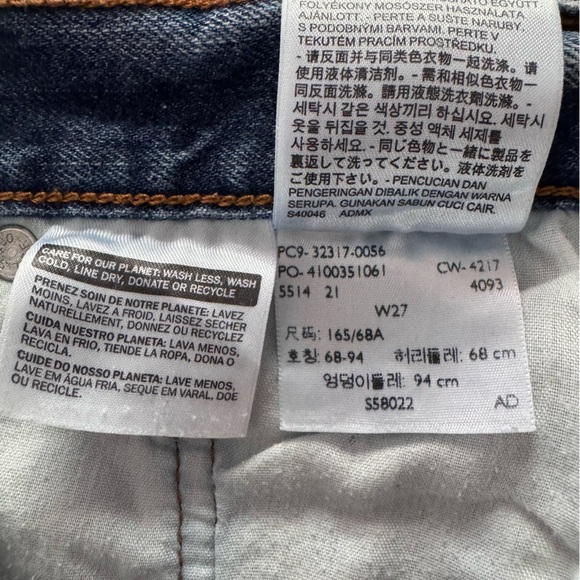 FOLYÉKONY MOSÓSZER HASZNÁLATA
AJÁNLOTT. - PERTE A SUŠTE NARUBY,
S PODOBNÝMI BARVAMI. PERTE V
TEKUTÉM PRACÍM PROSTŘEDKU.
- 请反面并与同类色衣物一起洗涤。请
使用液体清洁剂。- 需和相似色衣物
同洗。反面洗滌。請用液態洗衣劑洗滌。-
세탁시 같은 색상끼리 하십시요. 세탁시
옷을 뒤집을 것. 중성 액체 세제를
사용하세요. - 同じ色物と一緒に製品を
裏返して洗ってください。液体洗剤をご
使用下さい。- PENCUCIAN DAN
PENGERINGAN DIBALIK DENGAN WARNA
SERUPA. GUNAKAN SABUN CUCI CAIR.
S40046 ADMX
CARE FOR OUR PLANET: WASH LESS, WASH
COLD, LINE DRY, DONATE OR RECYCLE
PRENEZ SOIN DE NOTRE PLANETE: LAVEZ
MOINS, LAVEZ A FROID, LAISSEZ SECHER
NATURELLEMENT, DONNEZ OU RECYCLEZ
CUIDA NUESTRO PLANETA: LAVA MENOS,
LAVA EN FRIO, TIENDE LA ROPA, DONA O
RECICLA.
CUIDE DO NOSSO PLANETA: LAVE MENOS,
LAVE EM ÁGUA FRIA, SEQUE EM VARAL, DOE
OU RECICLE.
PC9- 32317-0056
PO- 4100351061 CW- 4217
5514 21 4093
W27
尺码: 165/68A
호칭: 68-94 허리둘레: 68 cm
엉덩이둘레: 94 cm
S58022 AD